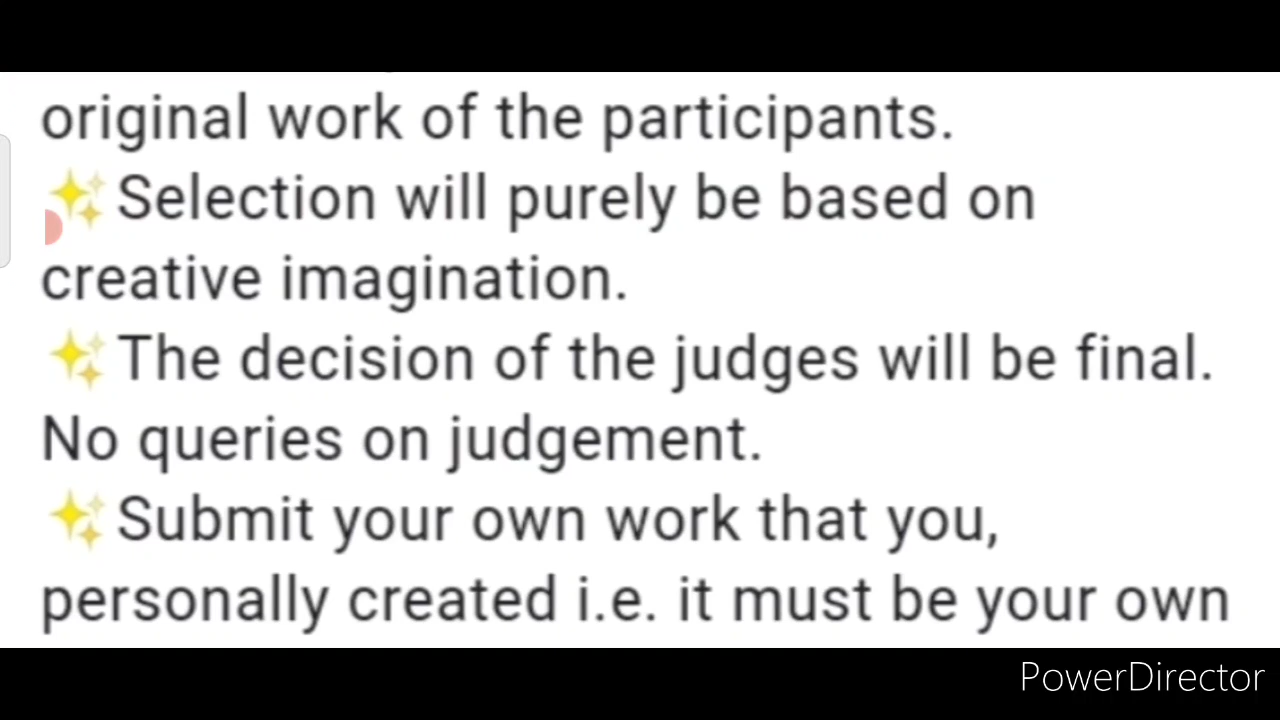 original work of the participants.
✨Selection will purely be based on
creative imagination.
✨The decision of the judges will be final.
No queries on judgement.
✨Submit your own work that you,
personally created i.e. it must be your own
PowerDirector